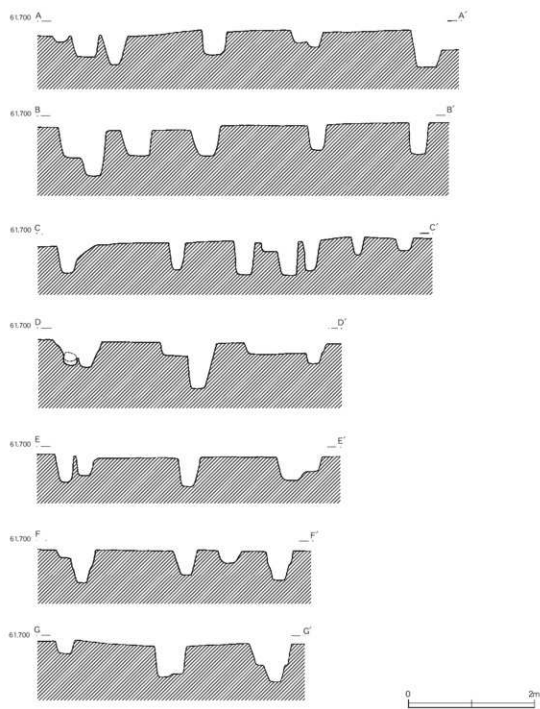 61.700 A A′
61.700 B B′
61.700 C C′
61.700 D D′
61.700 E E′
61.700 F F′
61.700 G G′
0 2m